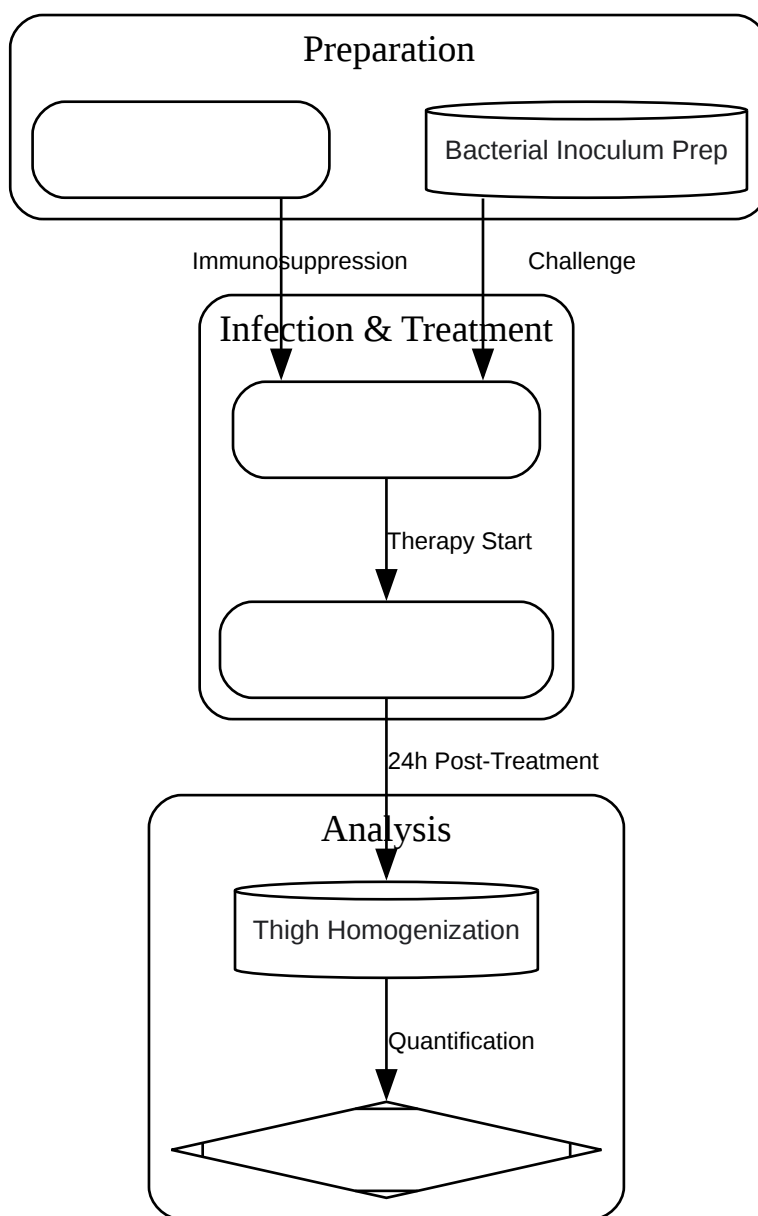 Preparation
Bacterial Inoculum Prep
Immunosuppression
Challenge
Infection & Treatment
Therapy Start
24h Post-Treatment
Analysis
Thigh Homogenization
Quantification